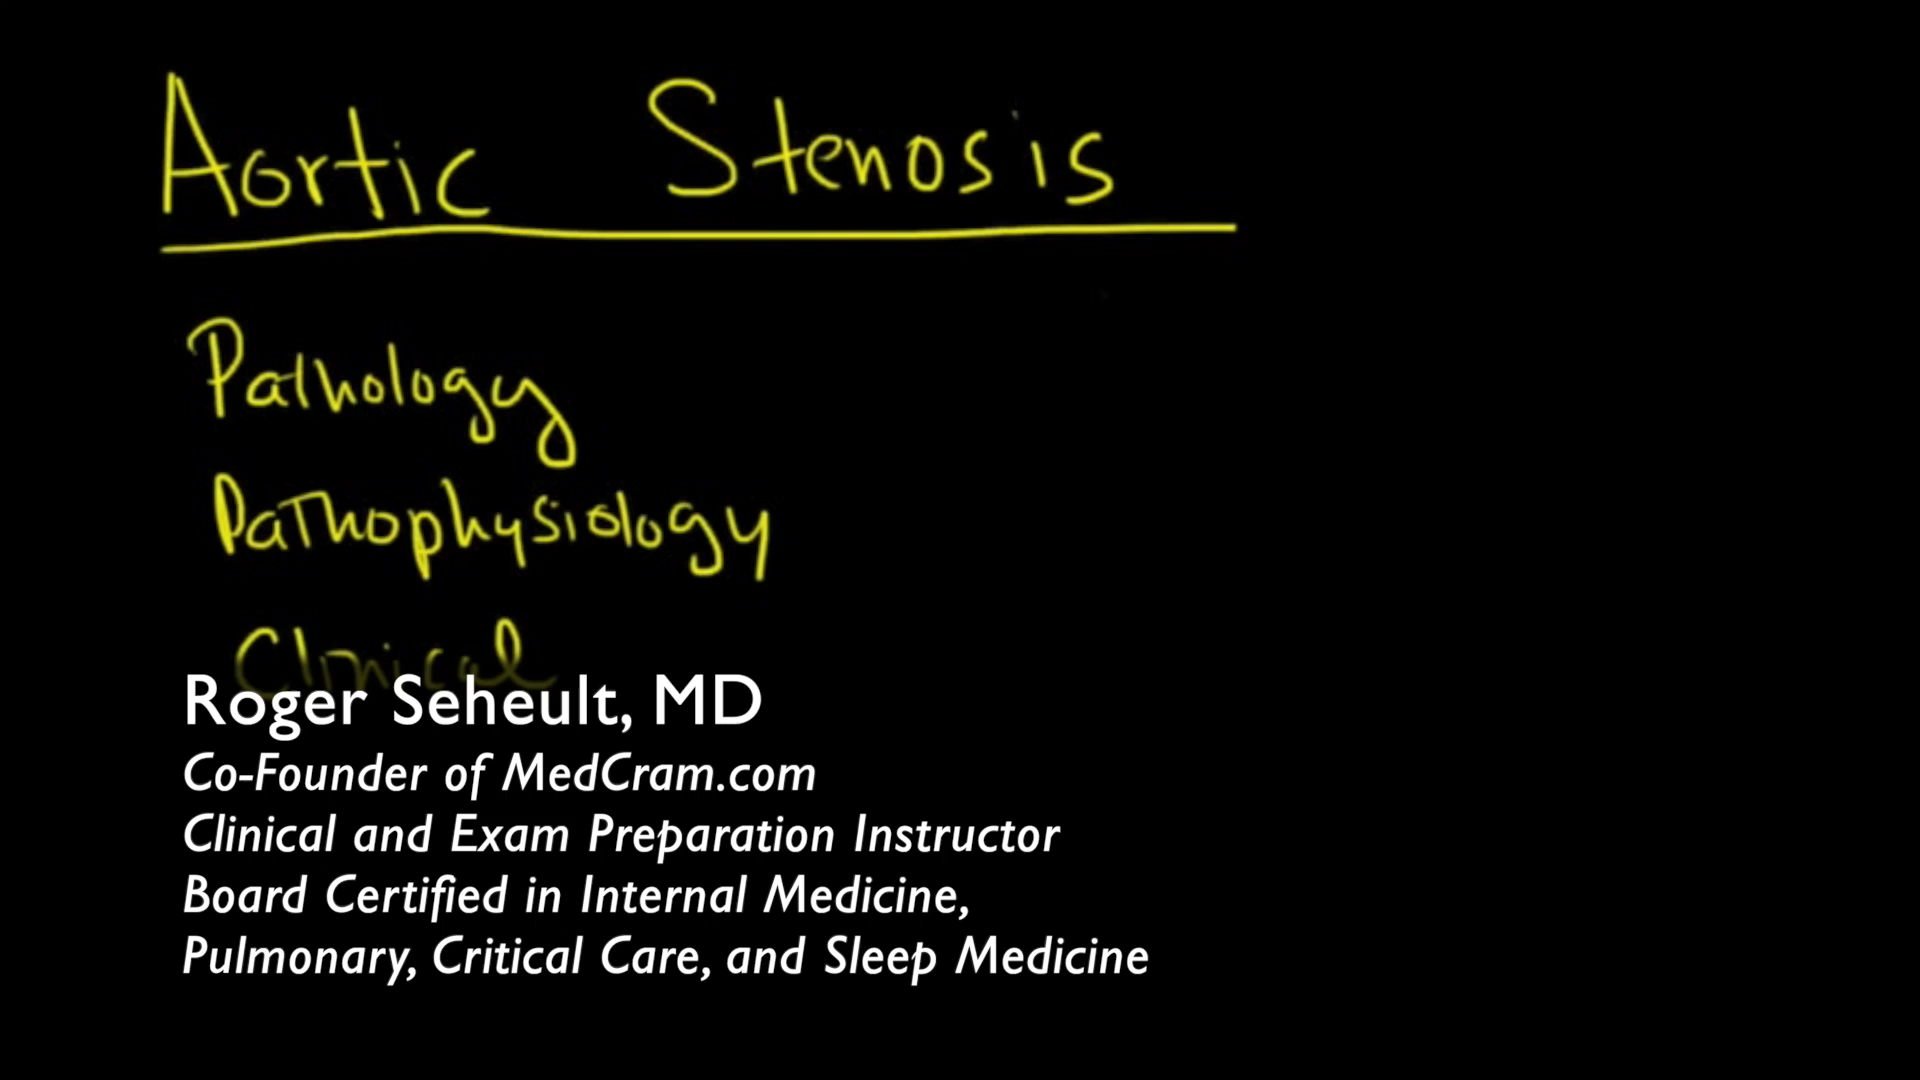 Aortic Stenosis
Pathology
Pathophysiology
Clinical
Roger Seheult, MD
Co-Founder of MedCram.com
Clinical and Exam Preparation Instructor
Board Certified in Internal Medicine,
Pulmonary, Critical Care, and Sleep Medicine